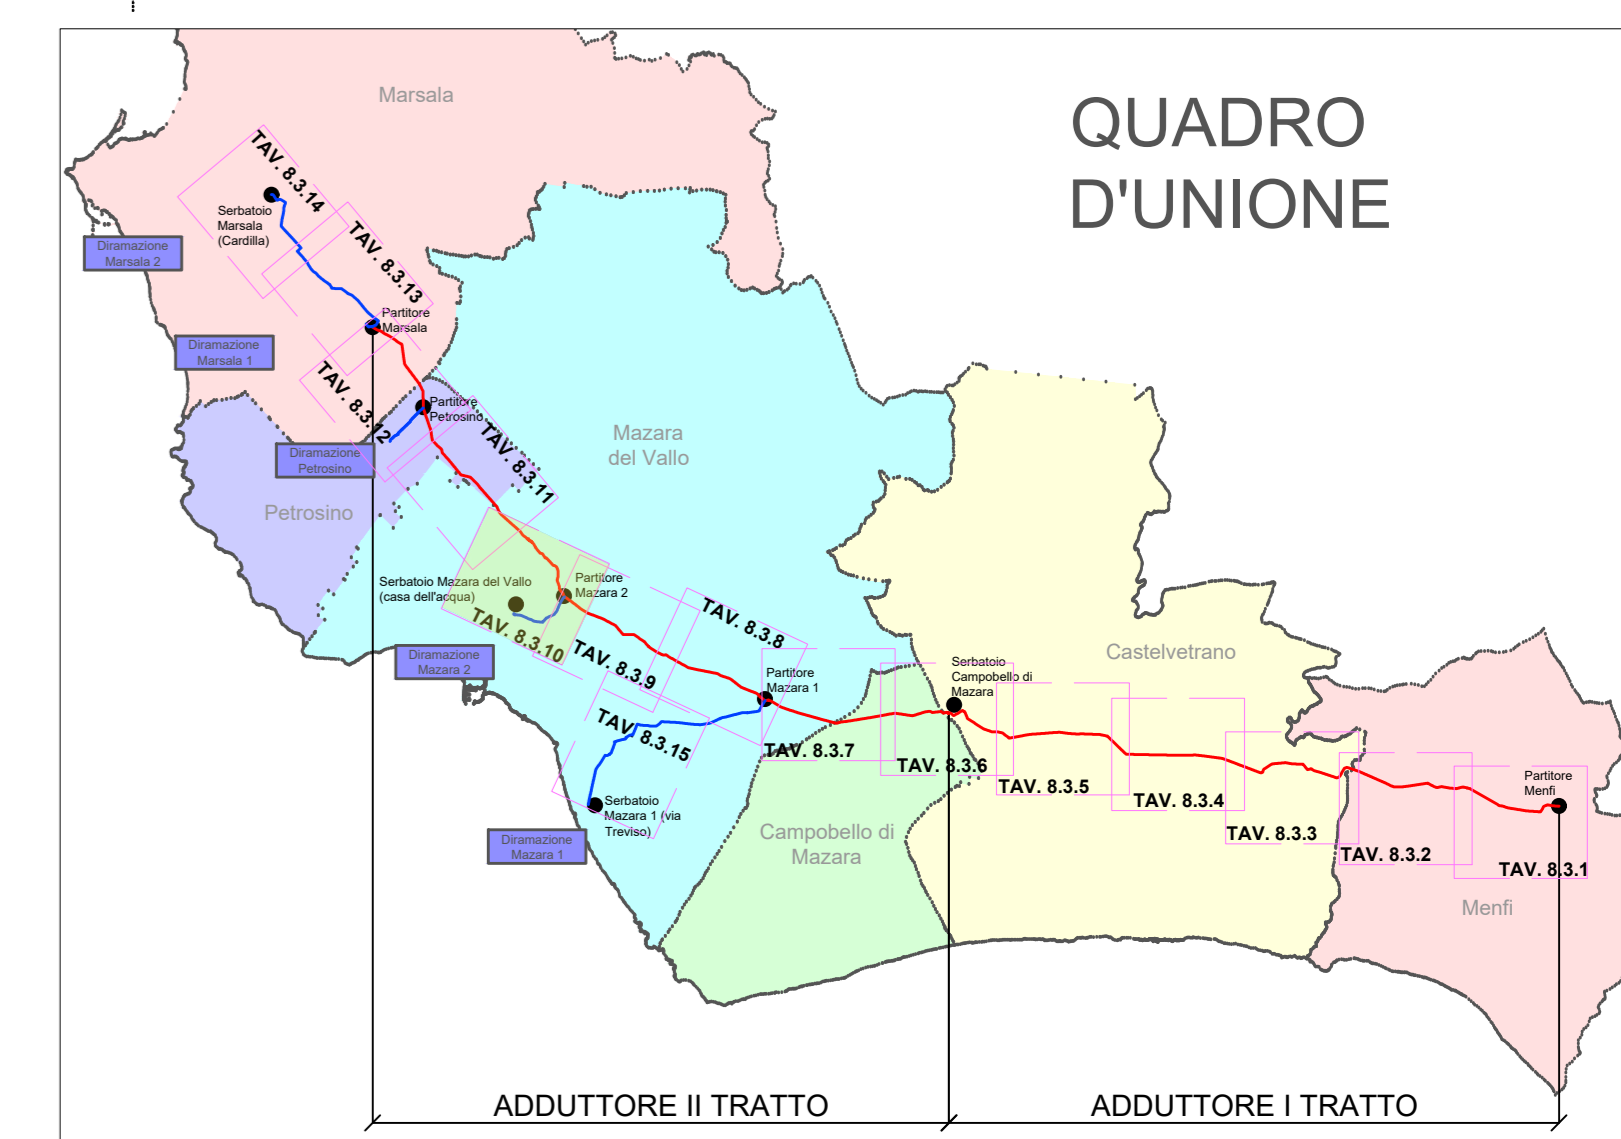 QUADRO
D'UNIONE
Marsala
TAV. 8.3.14
Serbatoio
Marsala
(Cardilla)
Diramazione
Marsala 2
TAV. 8.3.13
Partitore
Marsala
Diramazione
Marsala 1
TAV. 8.3.12
Partitore
Petrosino
Diramazione
Petrosino
TAV. 8.3.11
Mazara
del Vallo
Petrosino
Serbatoio Mazara del Vallo
(casa dell'acqua)
Partitore
Mazara 2
TAV. 8.3.10
TAV. 8.3.9
TAV. 8.3.8
Diramazione
Mazara 2
Partitore
Mazara 1
TAV. 8.3.15
TAV. 8.3.7
Serbatoio
Campobello di
Mazara
Castelvetrano
TAV. 8.3.6
TAV. 8.3.5
TAV. 8.3.4
TAV. 8.3.3
TAV. 8.3.2
TAV. 8.3.1
Partitore
Menfi
Serbatoio
Mazara 1 (via
Treviso)
Diramazione
Mazara 1
Campobello di
Mazara
Menfi
ADDUTTORE II TRATTO
ADDUTTORE I TRATTO